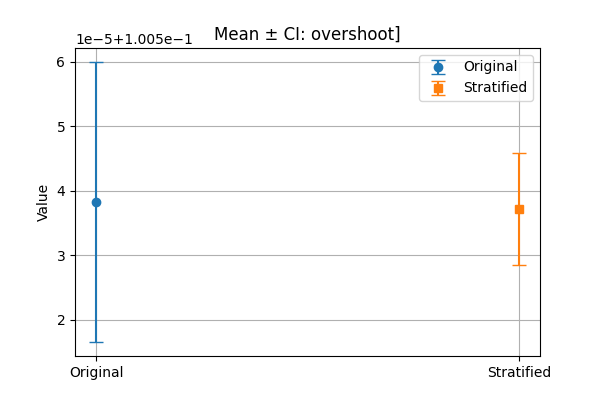 Mean ± CI: overshoot]
1e−5+1.005e−1
Original
Stratified
6
5
4
3
2
Value
Original
Stratified